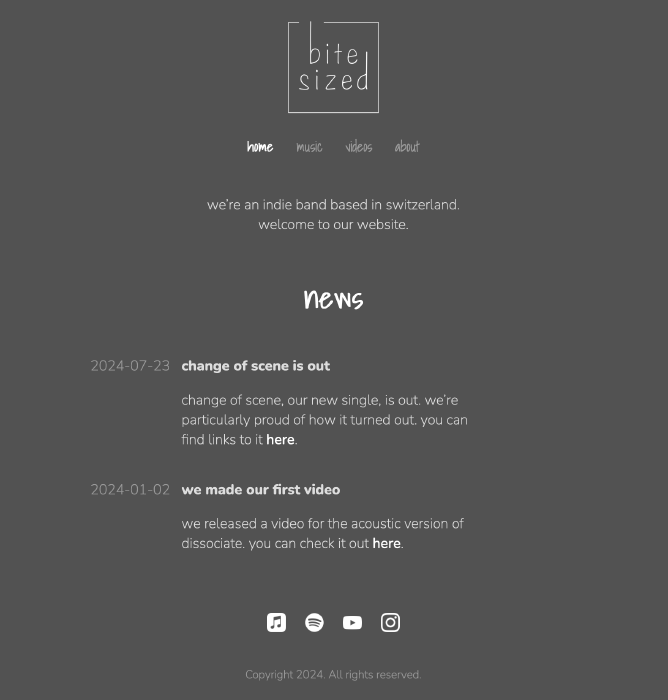 bite
sized
home music videos about
we're an indie band based in switzerland.
welcome to our website.
news
2024-07-23 change of scene is out
change of scene, our new single, is out. we're
particularly proud of how it turned out. you can
find links to it here.
2024-01-02 we made our first video
we released a video for the acoustic version of
dissociate. you can check it out here.
Copyright 2024. All rights reserved.